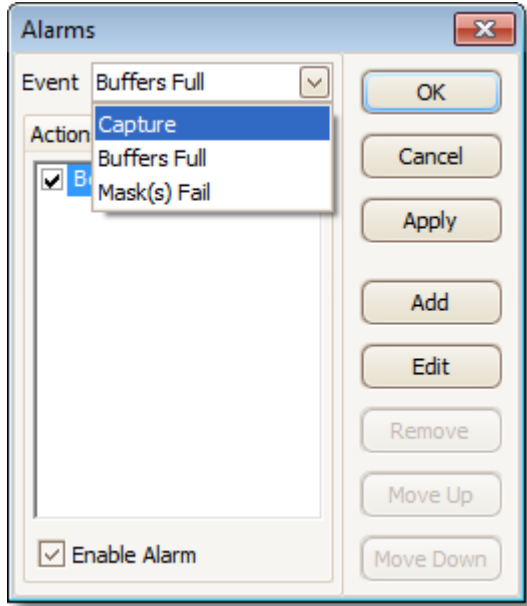 Alarms
Event Buffers Full
Capture
Buffers Full
Mask(s) Fail
Action
Enable Alarm
OK
Cancel
Apply
Add
Edit
Remove
Move Up
Move Down